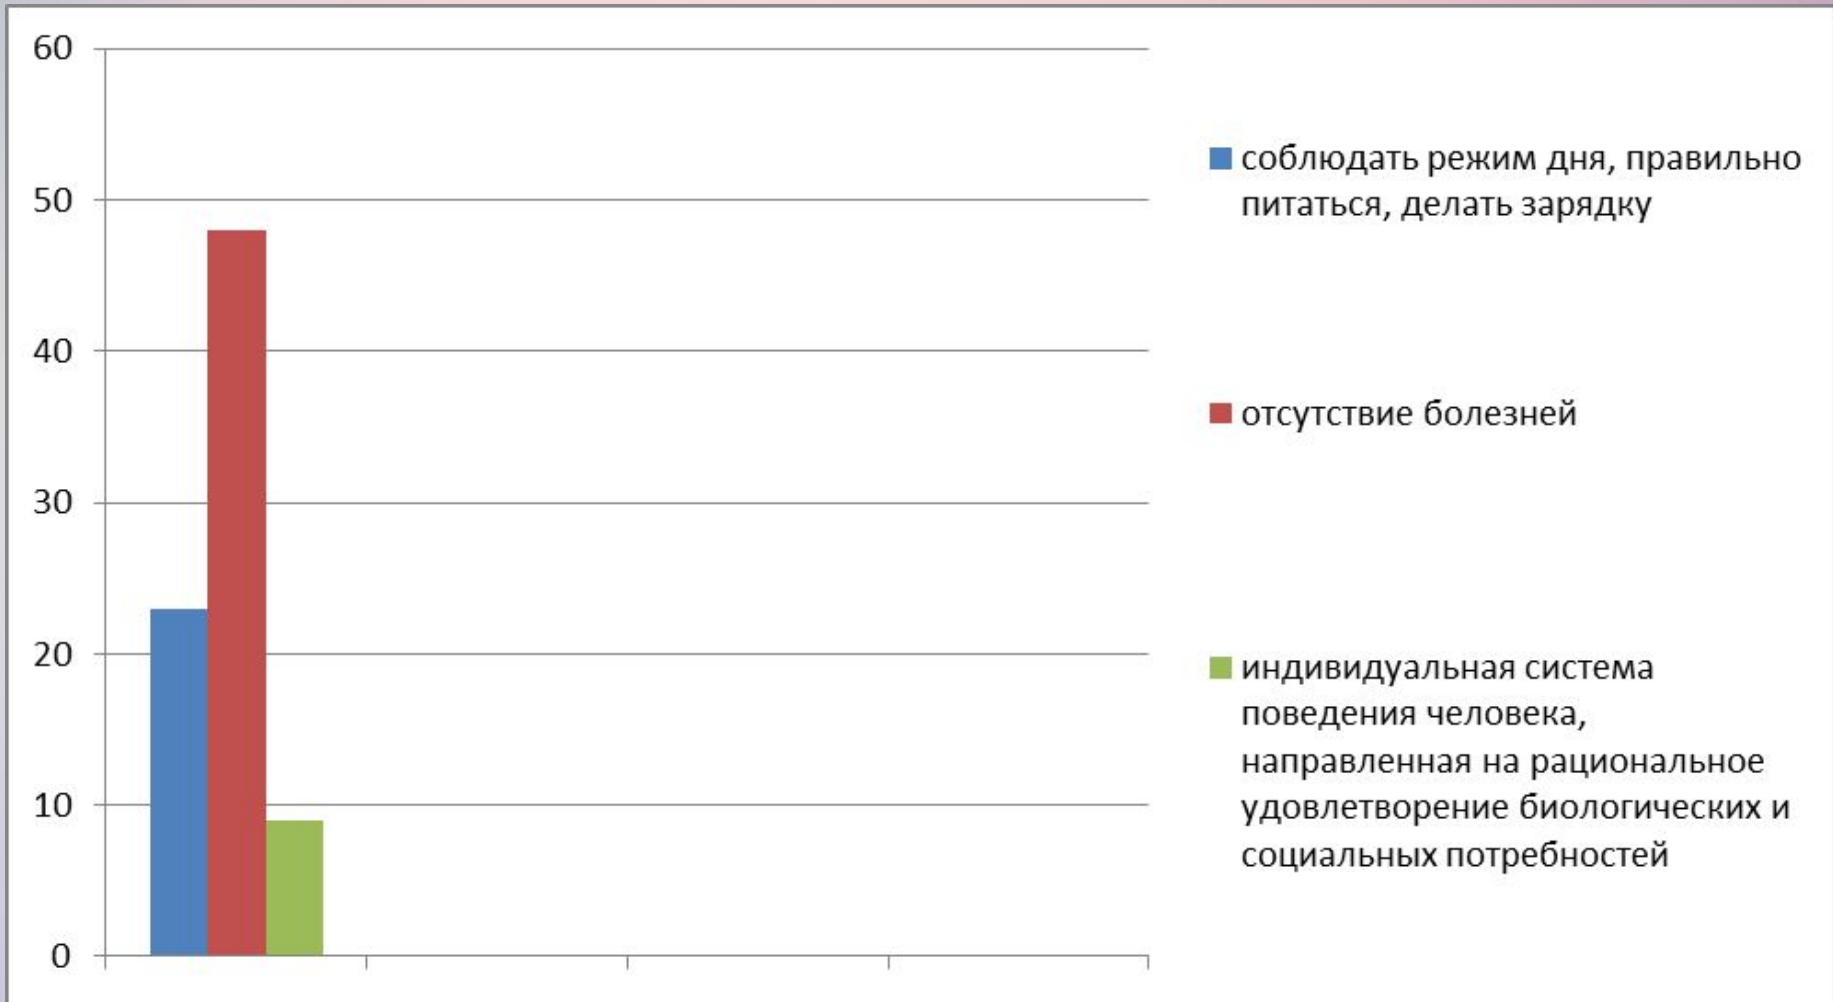 60
50
40
30
20
10
0
соблюдать режим дня, правильно
питаться, делать зарядку
отсутствие болезней
индивидуальная система
поведения человека,
направленная на рациональное
удовлетворение биологических и
социальных потребностей